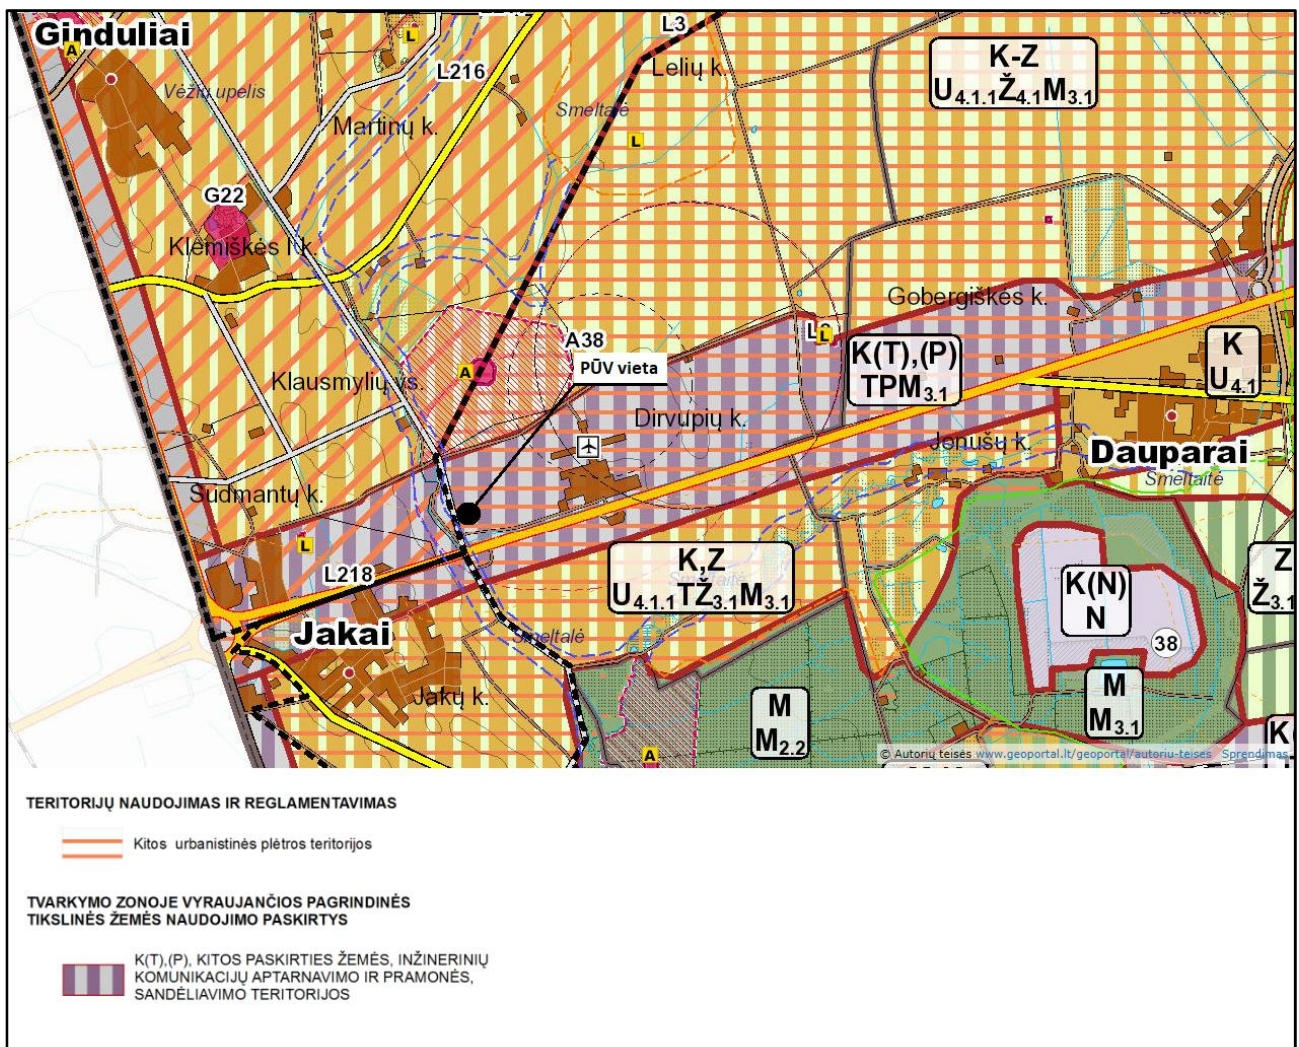 Ginduliai
A
L
L3
Lelių k.
L216
Vėžių upelis
Martinų k.
Smeltalė
L
K-Z
U4.1.1Ž4.1M3.1
G22
Klemiškės I k.
Gobergiškės k.
A38
L
PŪV vieta
A
Klausmylių vs.
K(T),(P)
TPM3.1
K
U4.1
Dirvupių k.
Jonušų k.
Dauparai
Smeltaitė
Sudmantų k.
L
L218
K,Z
U4.1.1TŽ3.1M3.1
Smeltaitė
K(N)
N
Z
Ž3.1
38
Jakai
Smeltalė
Jakų k.
M
M2.2
M
M3.1
K
A
© Autorių teisės www.geoportal.lt/geoportal/autoriu-teises Sprendimas
TERITORIJŲ NAUDOJIMAS IR REGLAMENTAVIMAS
Kitos urbanistinės plėtros teritorijos
TVARKYMO ZONOJE VYRAUJANČIOS PAGRINDINĖS
TIKSLINĖS ŽEMĖS NAUDOJIMO PASKIRTYS
K(T),(P), KITOS PASKIRTIES ŽEMĖS, INŽINERINIŲ
KOMUNIKACIJŲ APTARNAVIMO IR PRAMONĖS,
SANDĖLIAVIMO TERITORIJOS